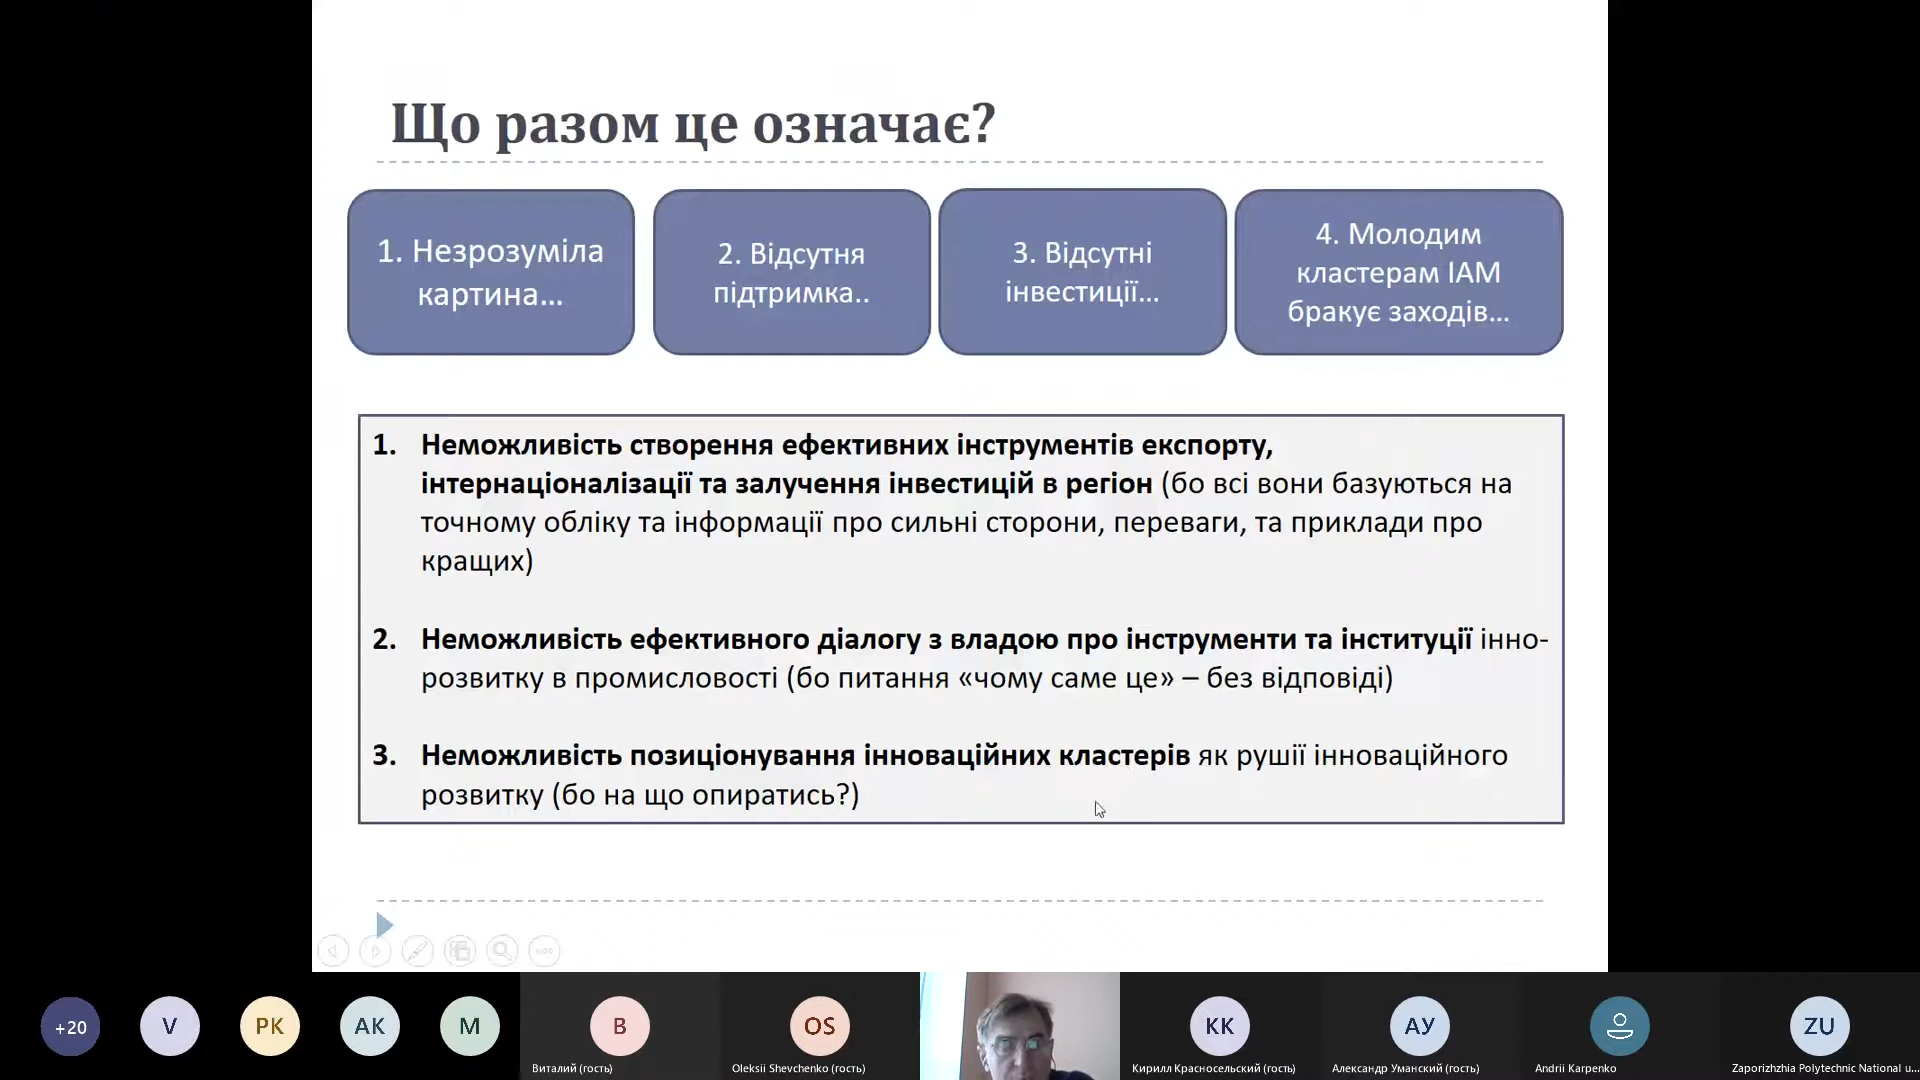 Що разом це означає?
1. Незрозуміла
картина...
2. Відсутня
підтримка..
3. Відсутні
інвестиції...
4. Молодим
кластерам ІАМ
бракує заходів...
1. Неможливість створення ефективних інструментів експорту,
інтернаціоналізації та залучення інвестицій в регіон (бо всі вони базуються на
точному обліку та інформації про сильні сторони, переваги, та приклади про
кращих)
2. Неможливість ефективного діалогу з владою про інструменти та інституції інно-
розвитку в промисловості (бо питання «чому саме це» – без відповіді)
3. Неможливість позиціонування інноваційних кластерів як рушії інноваційного
розвитку (бо на що опиратись?)
+20
V
PK
AK
M
B
Виталий (гость)
OS
Oleksii Shevchenko (гость)
КК
Кирилл Красносельский (гость)
АУ
Александр Уманский (гость)
Andrii Karpenko
ZU
Zaporizhzhia Polytechnic National u...